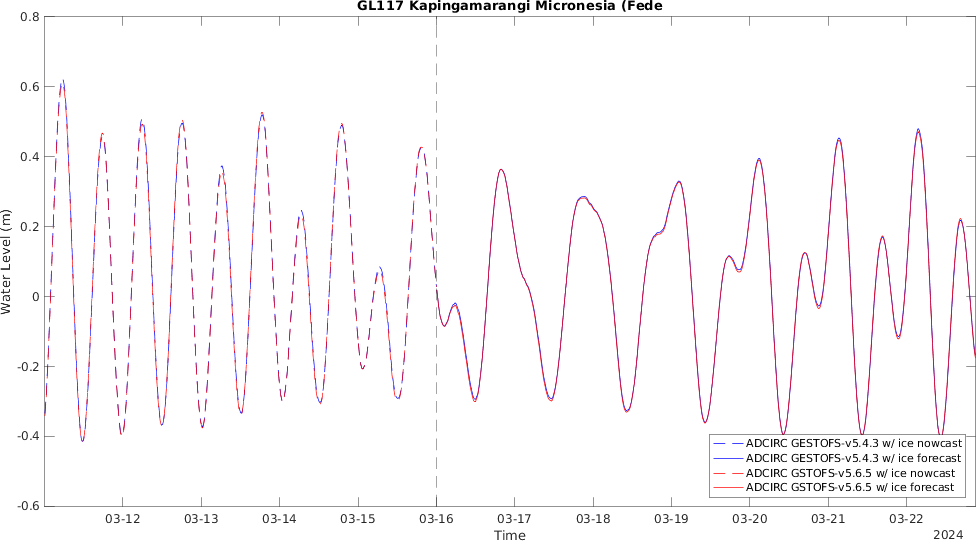 GL117 Kapingamarangi Micronesia (Fede
0.8
0.6
0.4
0.2
0
-0.2
-0.4
-0.6
Water Level (m)
03-12 03-13 03-14 03-15 03-16 03-17 03-18 03-19 03-20 03-21 03-22
Time
2024
ADCIRC GESTOFS-v5.4.3 w/ ice nowcast
ADCIRC GESTOFS-v5.4.3 w/ ice forecast
ADCIRC GSTOFS-v5.6.5 w/ ice nowcast
ADCIRC GSTOFS-v5.6.5 w/ ice forecast